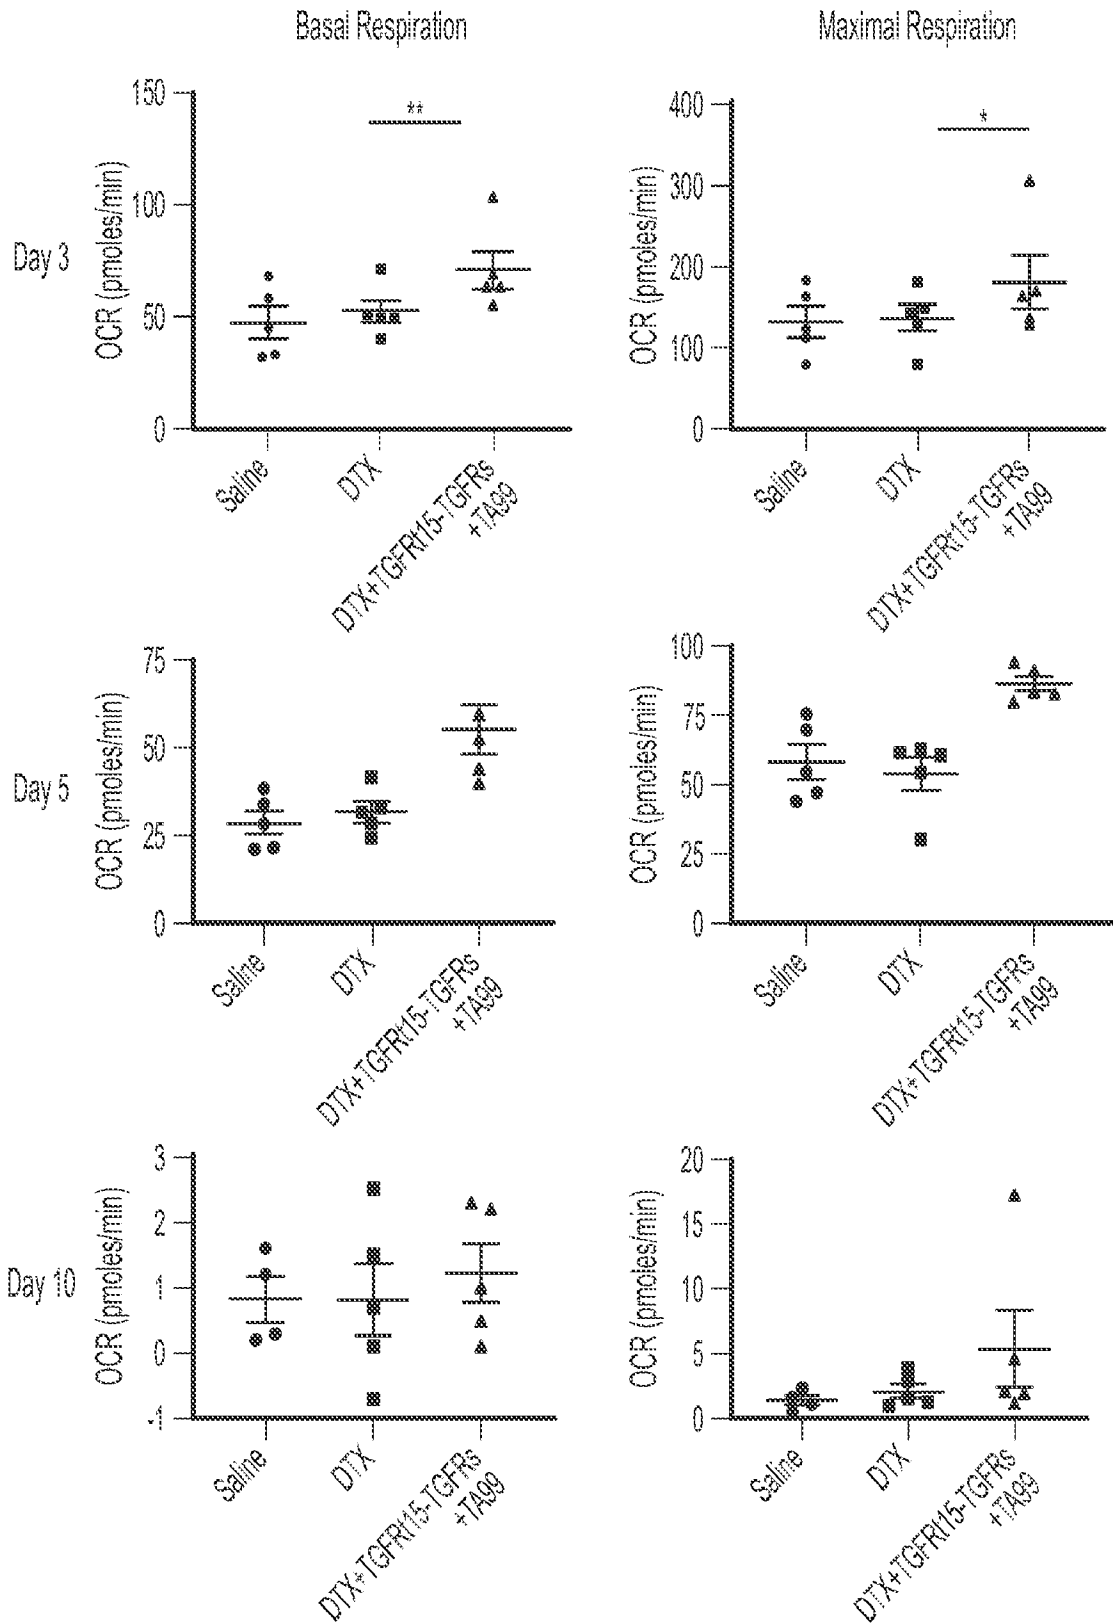 Basal Respiration
Maximal Respiration
Day 3
OCR (pmoles/min)
150
100
50
0
**
Saline
DTX
DTX+TGFRt15-TGFRs
+TA99
OCR (pmoles/min)
400
300
200
100
0
*
Saline
DTX
DTX+TGFRt15-TGFRs
+TA99
Day 5
OCR (pmoles/min)
75
50
25
0
Saline
DTX
DTX+TGFRt15-TGFRs
+TA99
OCR (pmoles/min)
100
75
50
25
0
Saline
DTX
DTX+TGFRt15-TGFRs
+TA99
Day 10
OCR (pmoles/min)
3
2
1
0
-1
Saline
DTX
DTX+TGFRt15-TGFRs
+TA99
OCR (pmoles/min)
20
15
10
5
0
Saline
DTX
DTX+TGFRt15-TGFRs
+TA99